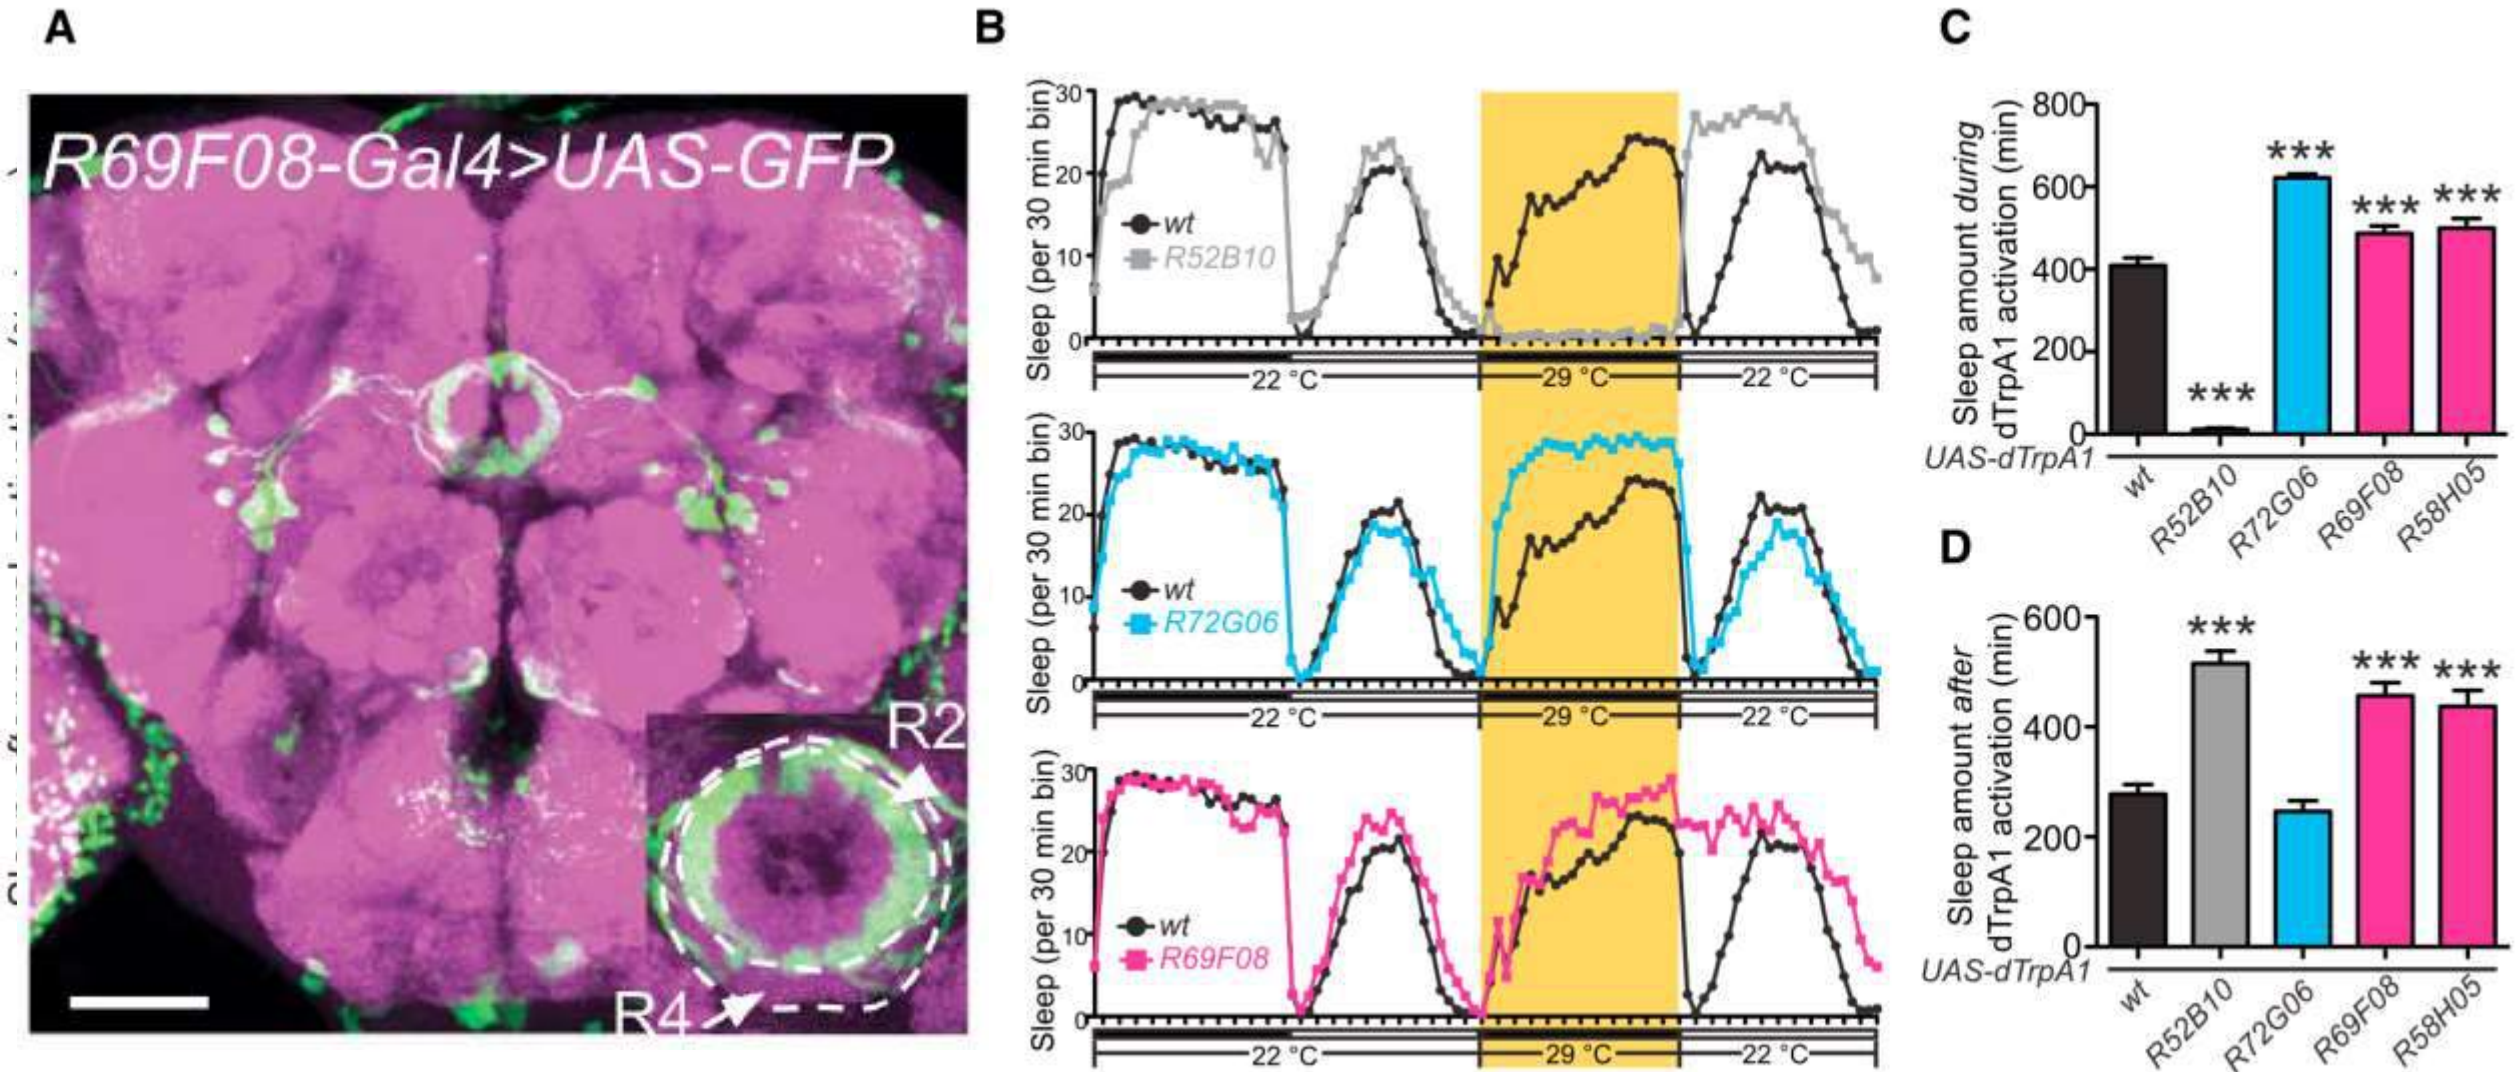 A
R69F08-Gal4>UAS-GFP
R2
R4
B
Sleep (per 30 min bin)
30
20
10
0
wt
R52B10
22 °C
29 °C
22 °C
Sleep (per 30 min bin)
30
20
10
0
wt
R72G06
22 °C
29 °C
22 °C
Sleep (per 30 min bin)
30
20
10
0
wt
R69F08
22 °C
29 °C
22 °C
C
Sleep amount during
dTrpA1 activation (min)
800
600
400
200
0
***
***
***
***
UAS-dTrpA1
wt
R52B10
R72G06
R69F08
R58H05
D
Sleep amount after
dTrpA1 activation (min)
600
400
200
0
***
***
***
UAS-dTrpA1
wt
R52B10
R72G06
R69F08
R58H05